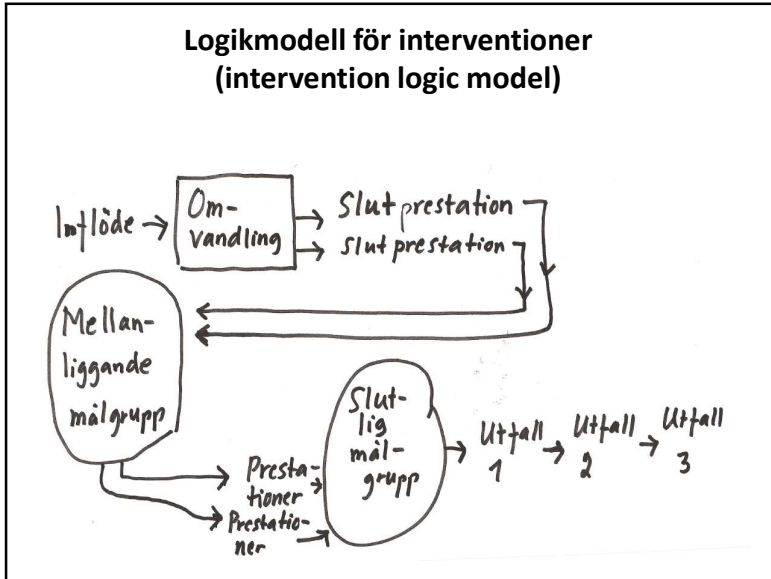 Logikmodell för interventioner
(intervention logic model)
Inflöde
Om-
vandling
Slutprestation
Slutprestation
Mellan-
liggande
målgrupp
Presta-
tioner
Prestatio-
ner
Slut-
lig
mål-
grupp
Utfall
1
Utfall
2
Utfall
3